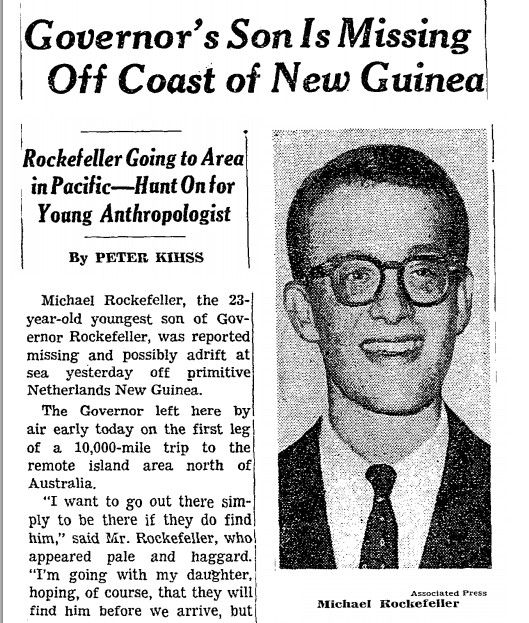 Governor's Son Is Missing
Off Coast of New Guinea
Rockefeller Going to Area
in Pacific—Hunt On for
Young Anthropologist
By PETER KIHSS
Michael Rockefeller, the 23-
year-old youngest son of Gov-
ernor Rockefeller, was reported
missing and possibly adrift at
sea yesterday off primitive
Netherlands New Guinea.
The Governor left here by
air early today on the first leg
of a 10,000-mile trip to the
remote island area north of
Australia.
"I want to go out there sim-
ply to be there if they do find
him," said Mr. Rockefeller, who
appeared pale and haggard.
"I'm going with my daughter,
hoping, of course, that they will
find him before we arrive, but
Associated Press
Michael Rockefeller